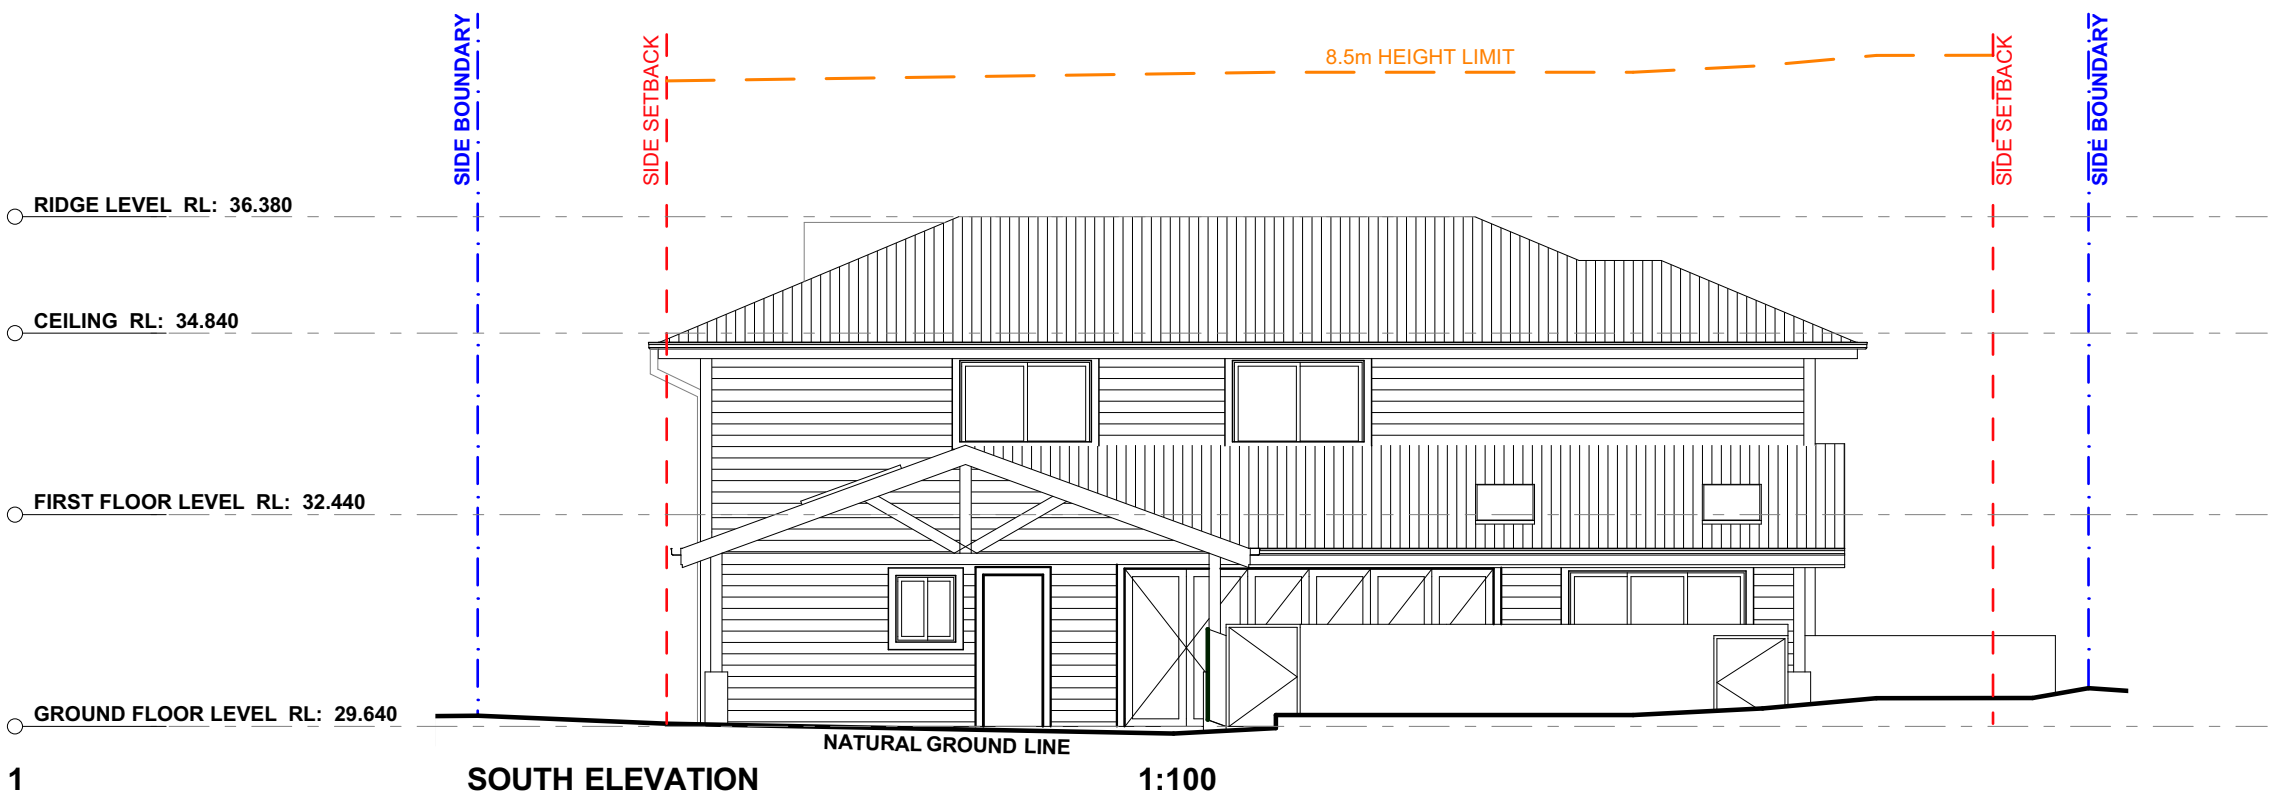 SIDE BOUNDARY
SIDE SETBACK
8.5m HEIGHT LIMIT
SIDE SETBACK
SIDE BOUNDARY
RIDGE LEVEL RL: 36.380
CEILING RL: 34.840
FIRST FLOOR LEVEL RL: 32.440
GROUND FLOOR LEVEL RL: 29.640
NATURAL GROUND LINE
1 SOUTH ELEVATION 1:100